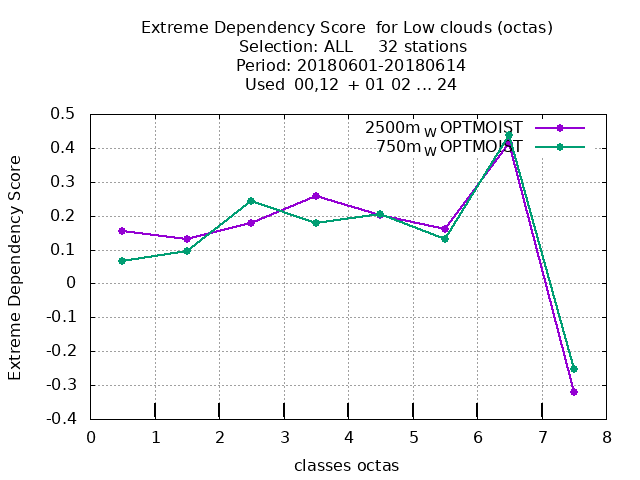 Extreme Dependency Score  for Low clouds (octas)
Selection: ALL     32 stations
Period: 20180601-20180614
Used  00,12  + 01 02 ... 24
2500m W OPTMOIST
750m W OPTMOIST
Extreme Dependency Score
0.5
0.4
0.3
0.2
0.1
0
-0.1
-0.2
-0.3
-0.4
0 1 2 3 4 5 6 7 8
classes octas